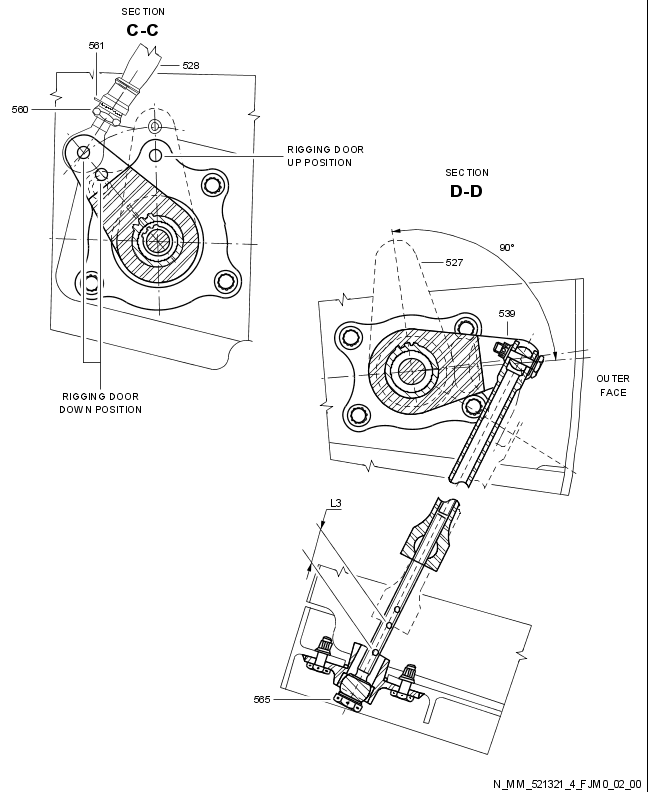 SECTION
C-C
561
528
560
RIGGING DOOR
UP POSITION
SECTION
D-D
90°
527
539
OUTER
FACE
RIGGING DOOR
DOWN POSITION
L3
565
N_MM_521321_4_FJM0_02_00